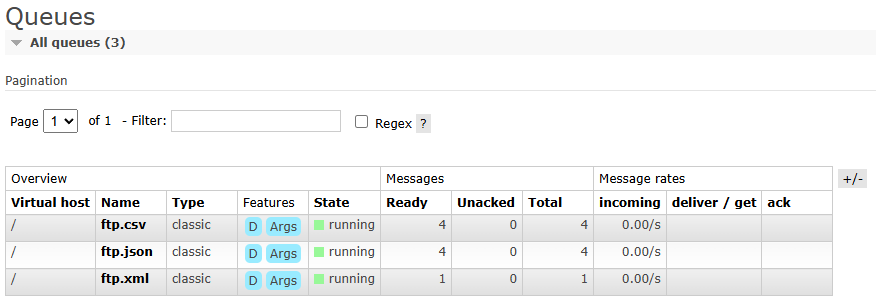 Queues
All queues (3)
Pagination
Page 1 of 1 - Filter: Regex ?
Overview Messages Message rates +/-
Virtual host Name Type Features State Ready Unacked Total incoming deliver / get ack
/ ftp.csv classic D Args running 4 0 4 0.00/s
/ ftp.json classic D Args running 4 0 4 0.00/s
/ ftp.xml classic D Args running 1 0 1 0.00/s